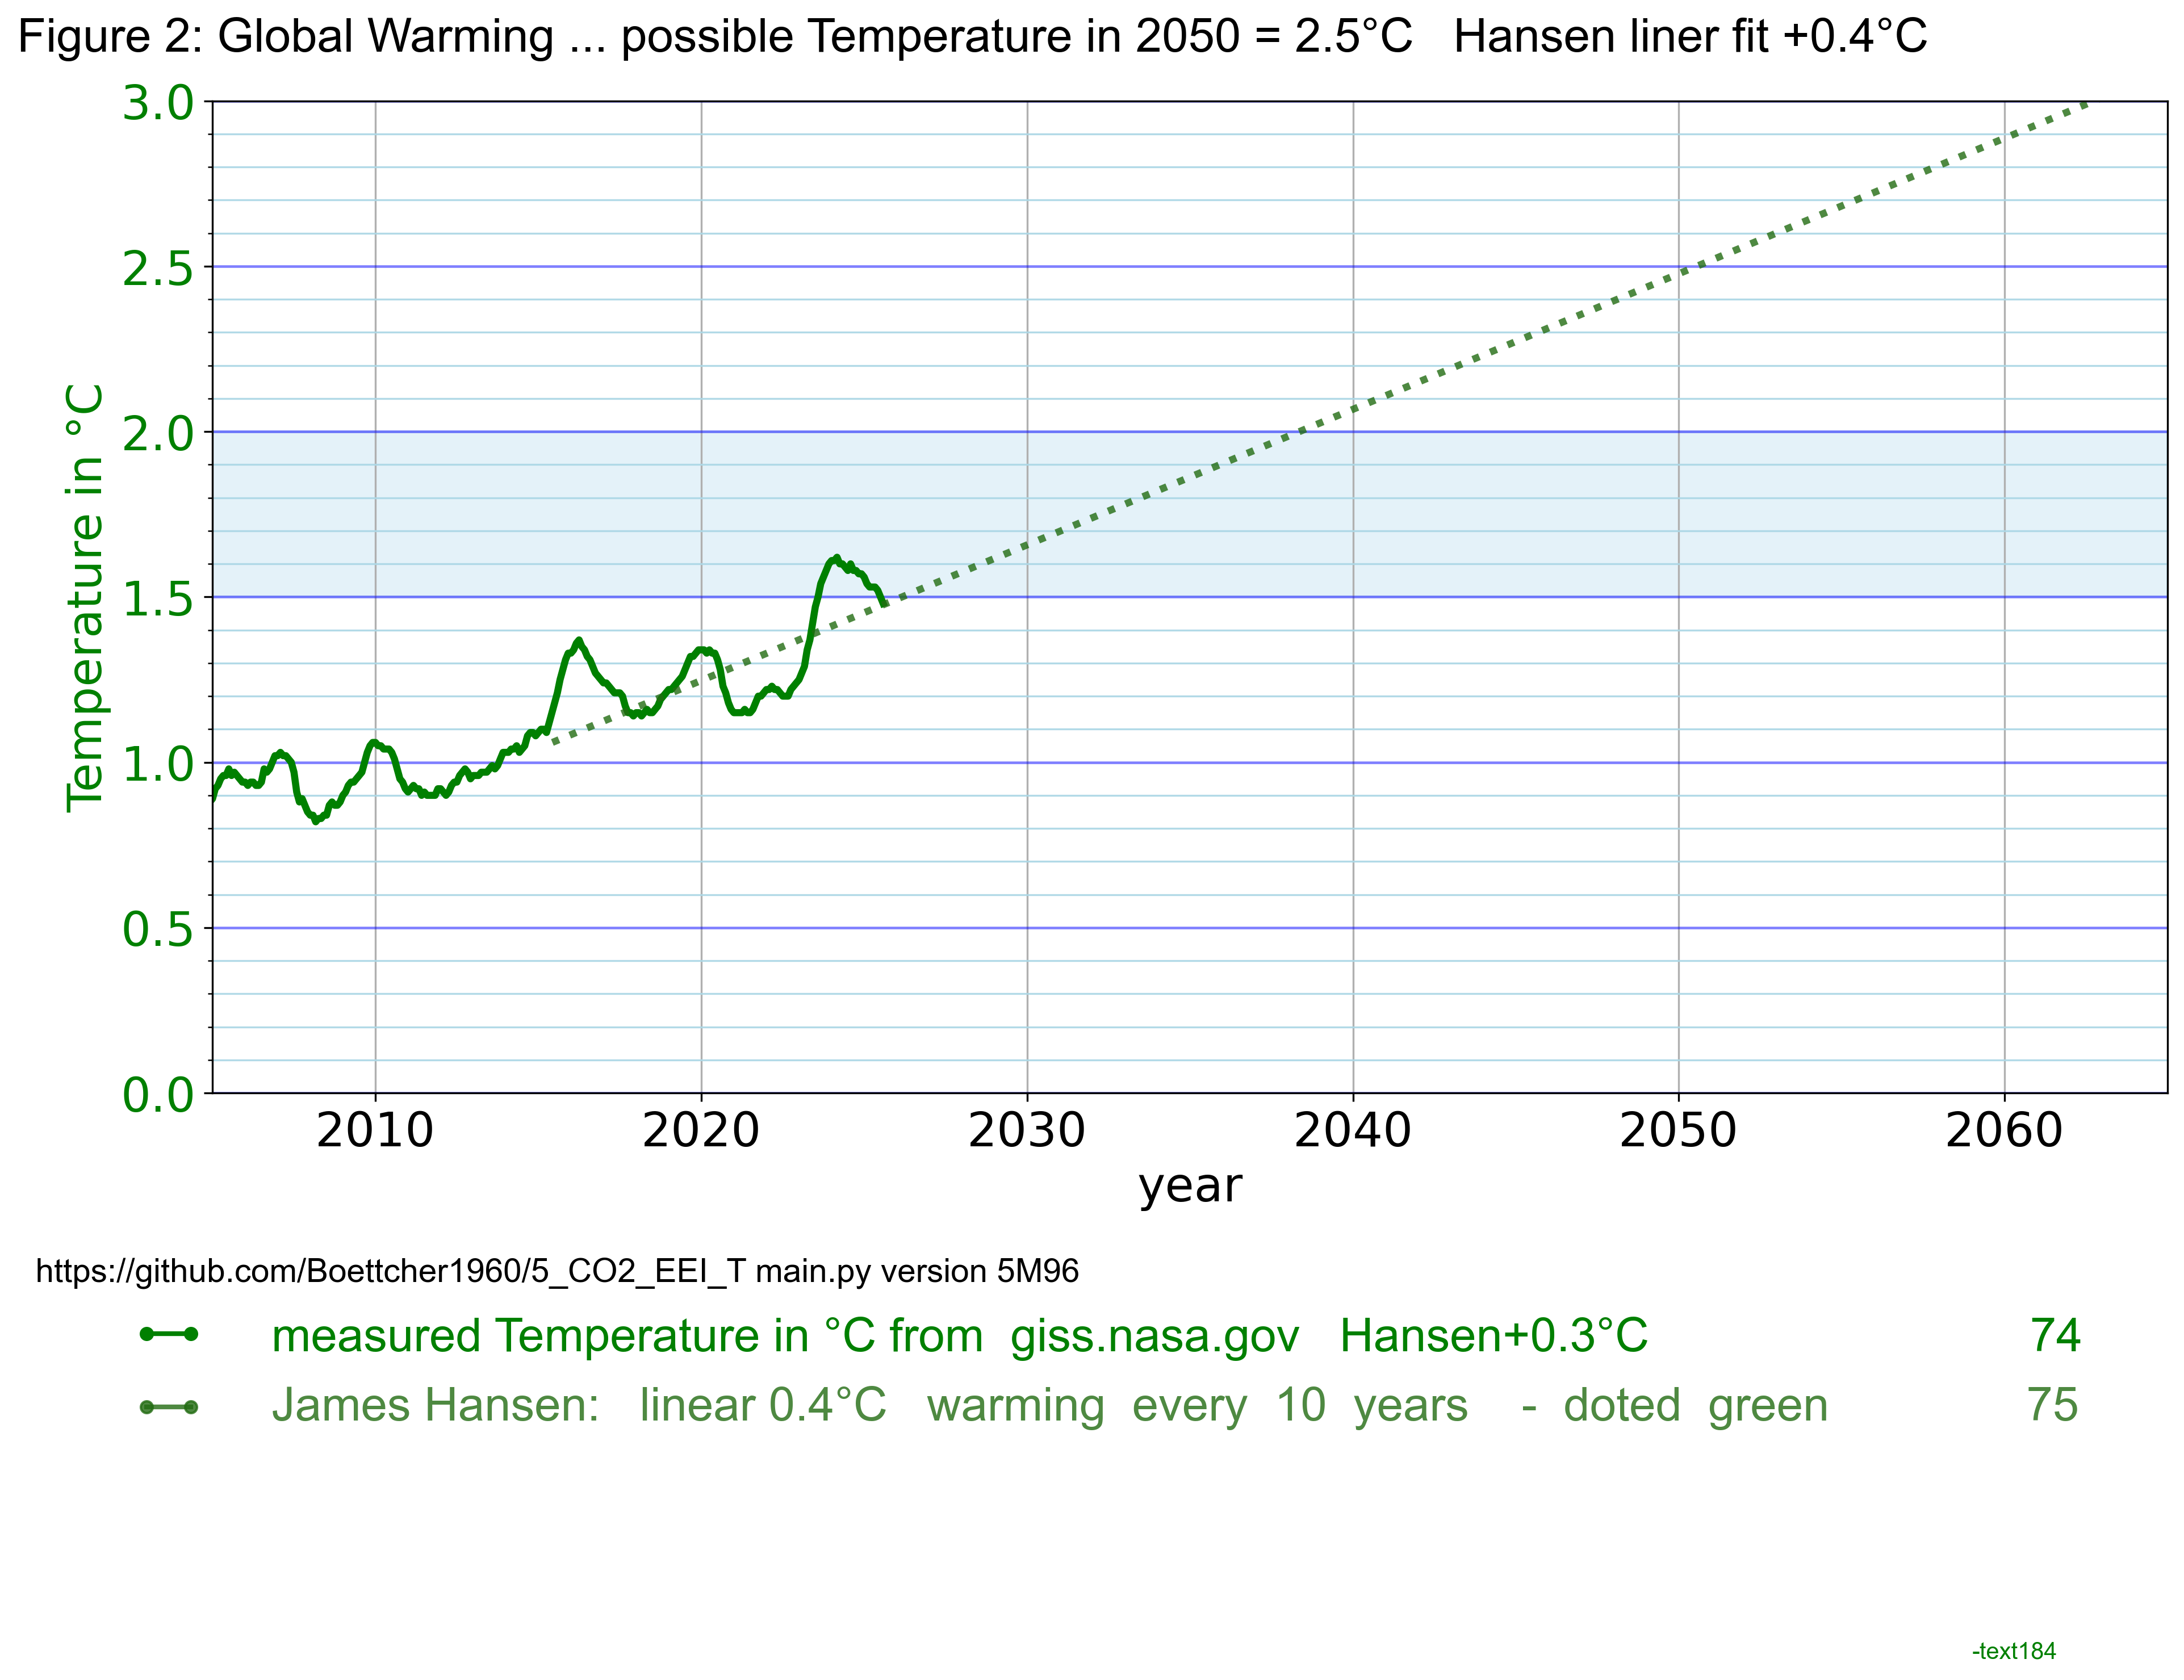 Figure 2: Global Warming ... possible Temperature in 2050 = 2.5°C   Hansen liner fit +0.4°C
3.0
2.5
2.0
1.5
1.0
0.5
0.0
Temperature in °C
2010 2020 2030 2040 2050 2060
year
https://github.com/Boettcher1960/5_CO2_EEI_T main.py version 5M96
measured Temperature in °C from  giss.nasa.gov   Hansen+0.3°C 74
James Hansen:   linear 0.4°C   warming  every  10  years    -  doted  green 75
-text184